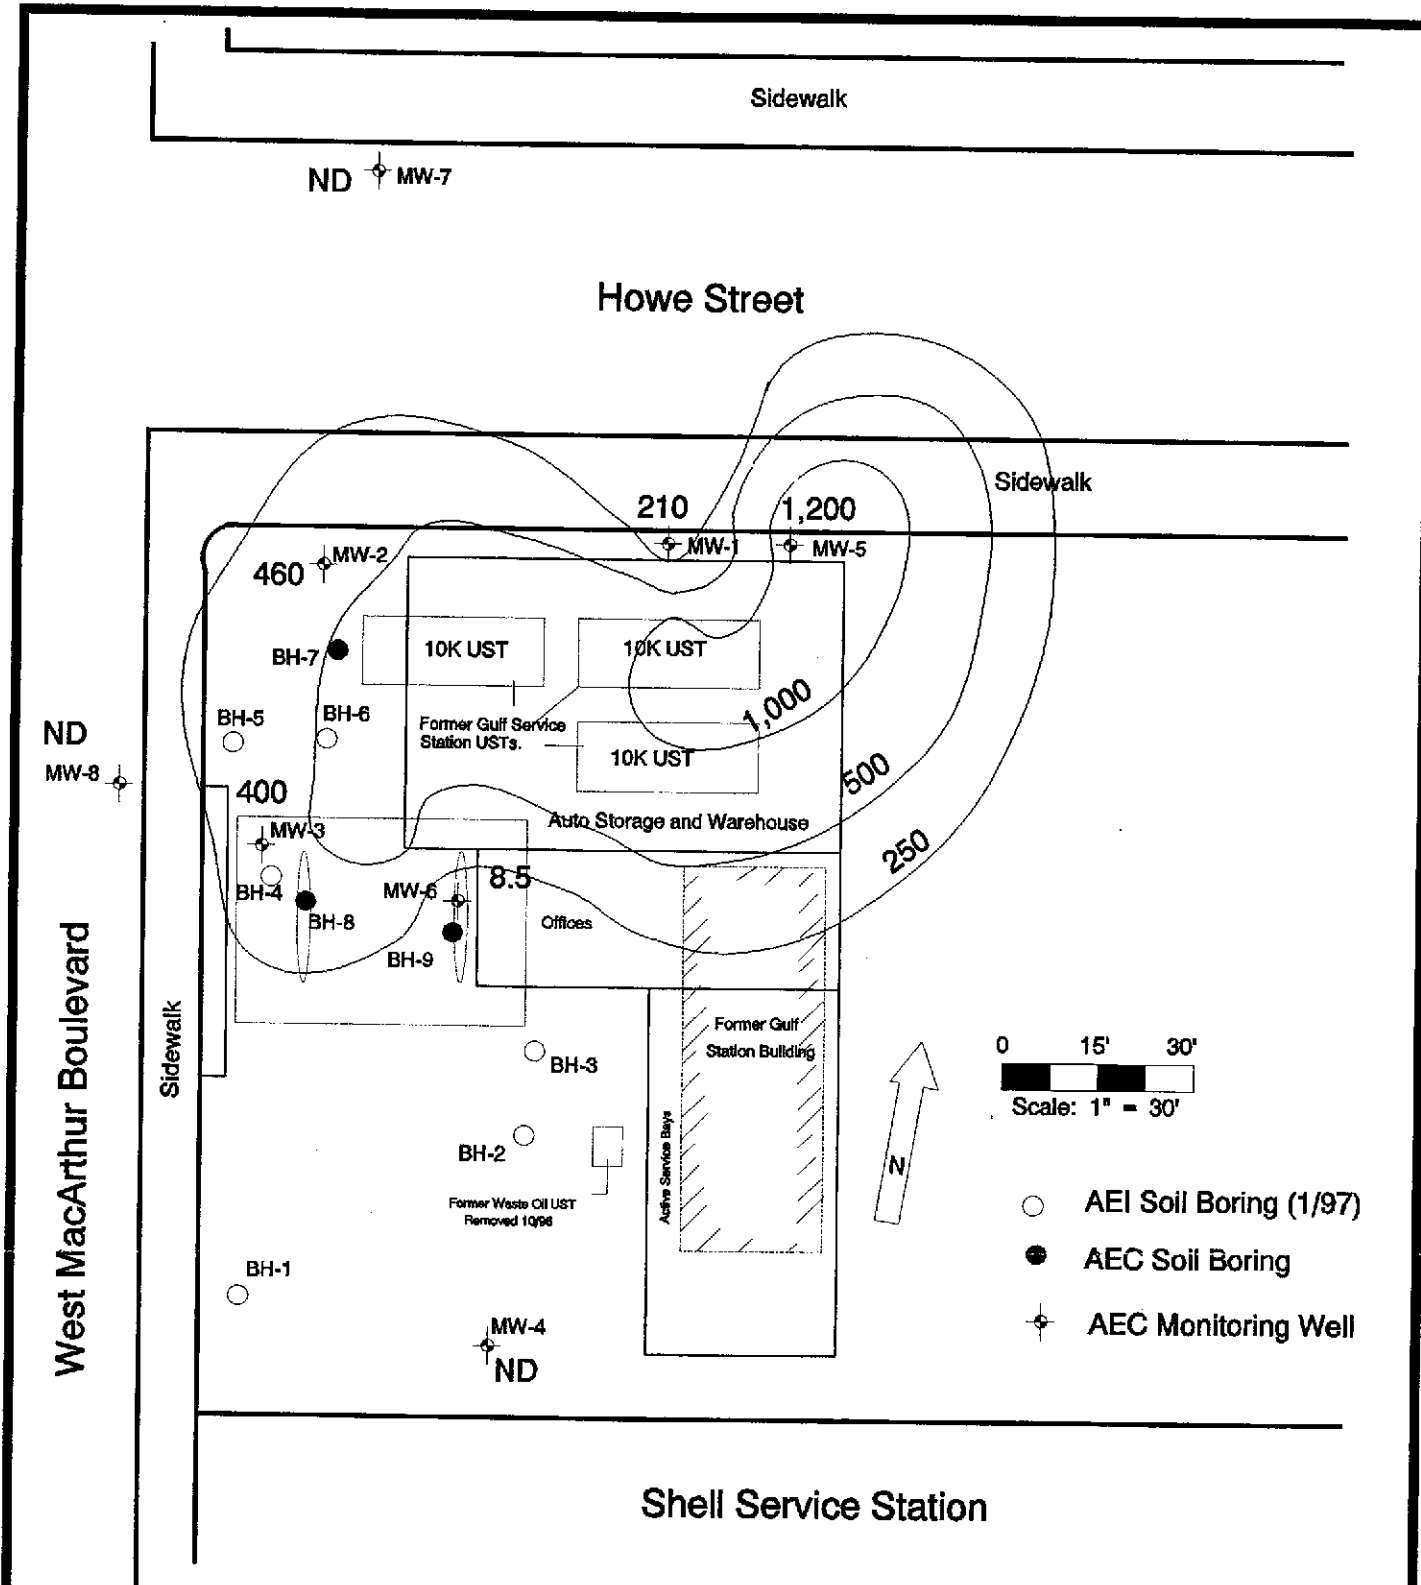 Sidewalk
ND
MW-7
Howe Street
Sidewalk
210
1,200
MW-1
MW-5
MW-2
460
BH-7
10K UST
10K UST
BH-5
BH-6
Former Gulf Service
Station USTs.
1,000
10K UST
ND
MW-8
400
500
MW-3
Auto Storage and Warehouse
250
BH-4
MW-6
8.5
BH-8
Offices
BH-9
West MacArthur Boulevard
Sidewalk
Former Gulf
Station Building
0 15' 30'
Scale: 1" = 30'
BH-3
BH-2
Active Service Bays
N
Former Waste Oil UST
Removed 10/96
AEI Soil Boring (1/97)
AEC Soil Boring
BH-1
AEC Monitoring Well
MW-4
ND
Shell Service Station